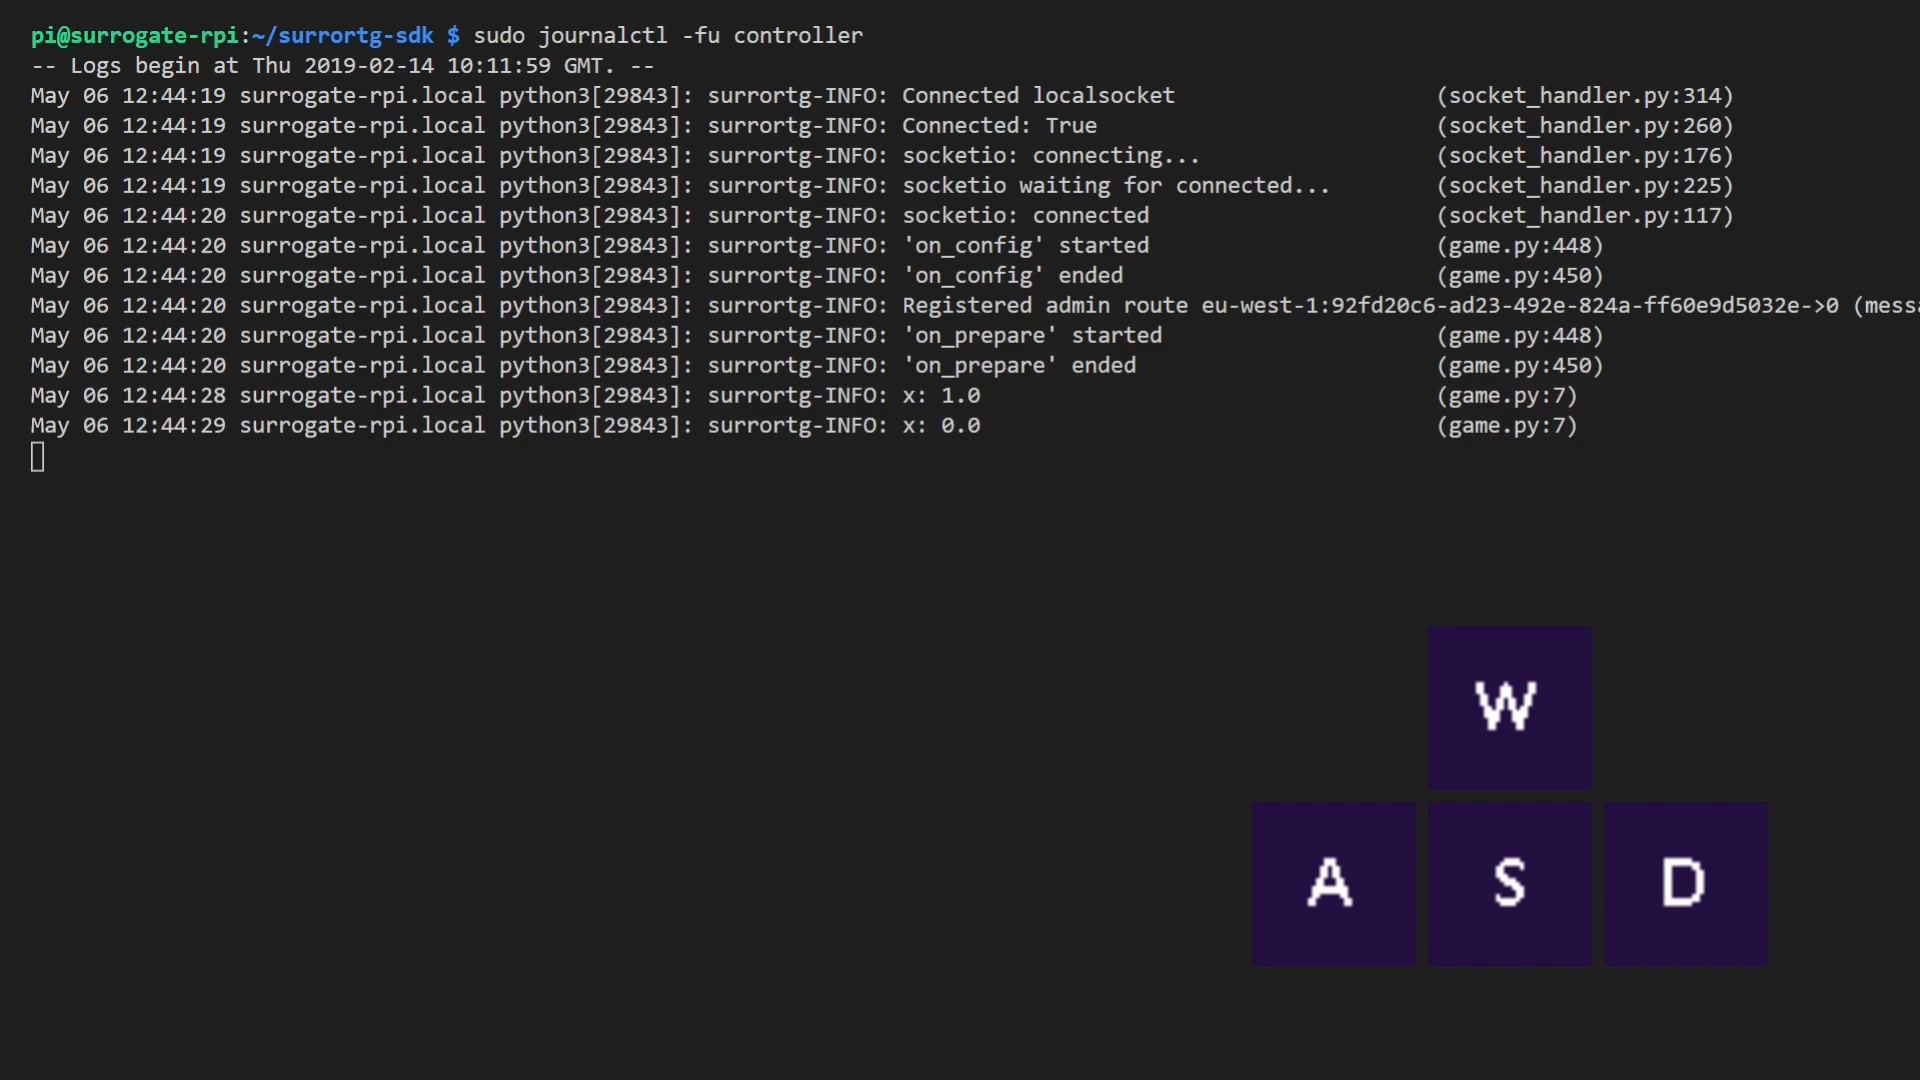 pi@surrogate-rpi:~/surrortg-sdk $ sudo journalctl -fu controller
-- Logs begin at Thu 2019-02-14 10:11:59 GMT. --
May 06 12:44:19 surrogate-rpi.local python3[29843]: surrortg-INFO: Connected localsocket (socket_handler.py:314)
May 06 12:44:19 surrogate-rpi.local python3[29843]: surrortg-INFO: Connected: True (socket_handler.py:260)
May 06 12:44:19 surrogate-rpi.local python3[29843]: surrortg-INFO: socketio: connecting... (socket_handler.py:176)
May 06 12:44:19 surrogate-rpi.local python3[29843]: surrortg-INFO: socketio waiting for connected... (socket_handler.py:225)
May 06 12:44:20 surrogate-rpi.local python3[29843]: surrortg-INFO: socketio: connected (socket_handler.py:117)
May 06 12:44:20 surrogate-rpi.local python3[29843]: surrortg-INFO: 'on_config' started (game.py:448)
May 06 12:44:20 surrogate-rpi.local python3[29843]: surrortg-INFO: 'on_config' ended (game.py:450)
May 06 12:44:20 surrogate-rpi.local python3[29843]: surrortg-INFO: Registered admin route eu-west-1:92fd20c6-ad23-492e-824a-ff60e9d5032e->0 (messa
May 06 12:44:20 surrogate-rpi.local python3[29843]: surrortg-INFO: 'on_prepare' started (game.py:448)
May 06 12:44:20 surrogate-rpi.local python3[29843]: surrortg-INFO: 'on_prepare' ended (game.py:450)
May 06 12:44:28 surrogate-rpi.local python3[29843]: surrortg-INFO: x: 1.0 (game.py:7)
May 06 12:44:29 surrogate-rpi.local python3[29843]: surrortg-INFO: x: 0.0 (game.py:7)
W
A S D